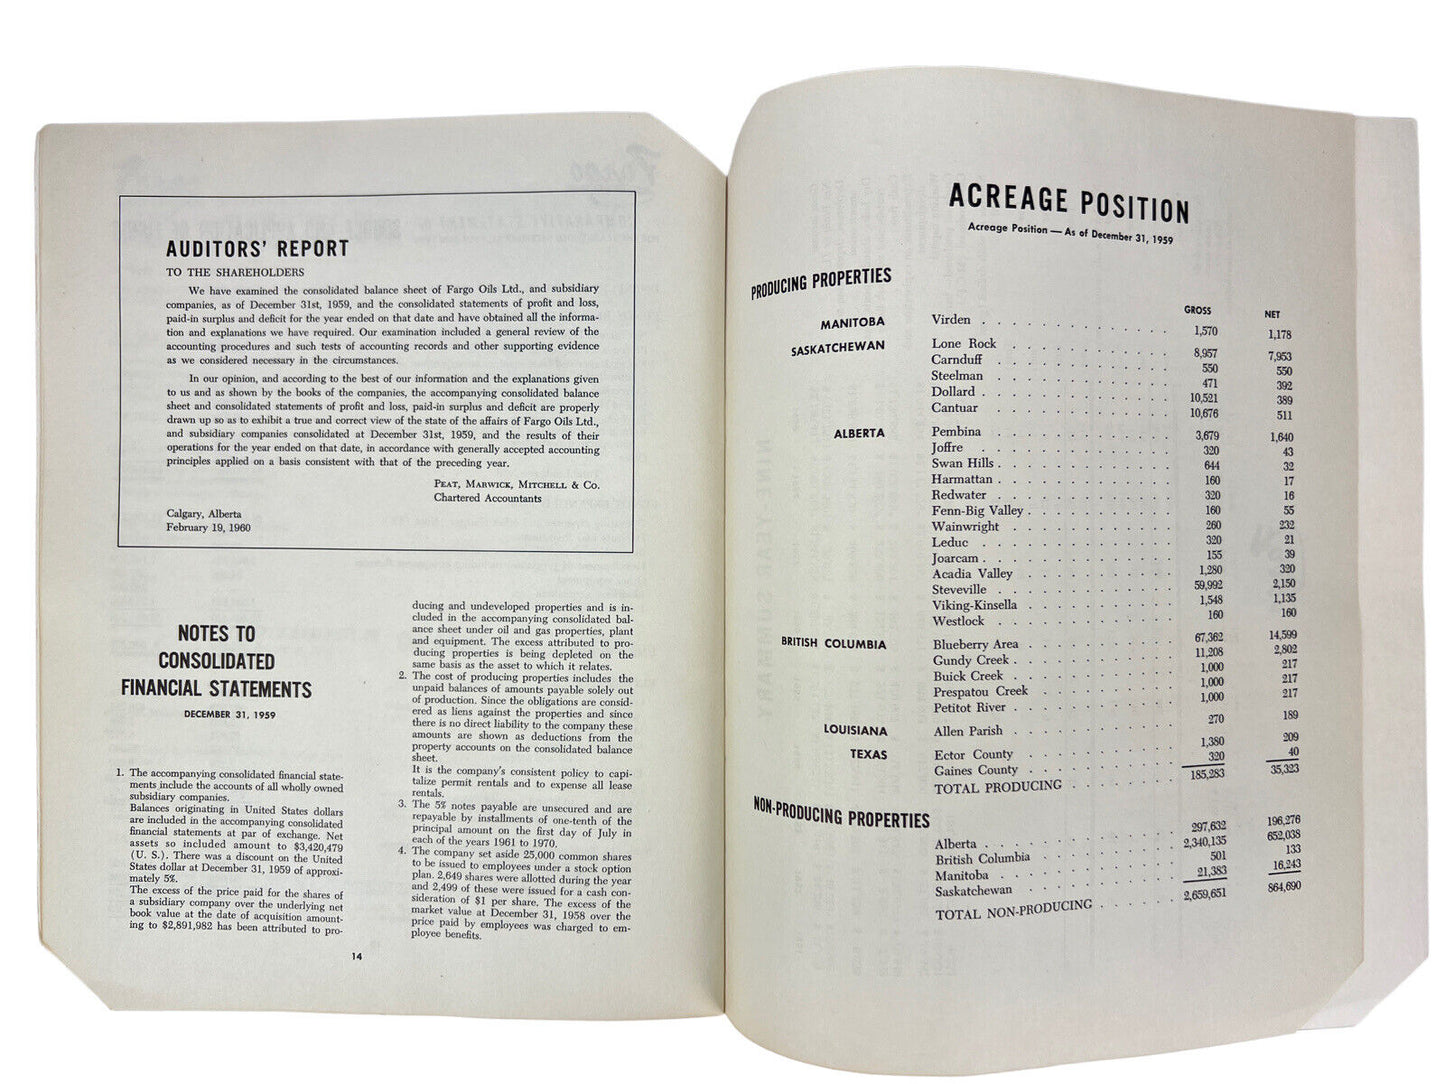 AUDITORS' REPORT
TO THE SHAREHOLDERS
We have examined the consolidated balance sheet of Fargo Oils Ltd., and subsidiary
companies, as of December 31st, 1959, and the consolidated statements of profit and loss,
paid-in surplus and deficit for the year ended on that date and have obtained all the informa-
tion and explanations we have required. Our examination included a general review of the
accounting procedures and such tests of accounting records and other supporting evidence
as we considered necessary in the circumstances.
In our opinion, and according to the best of our information and the explanations given
to us and as shown by the books of the companies, the accompanying consolidated balance
sheet and consolidated statements of profit and loss, paid-in surplus and deficit are properly
drawn up so as to exhibit a true and correct view of the state of the affairs of Fargo Oils Ltd.,
and subsidiary companies consolidated at December 31st, 1959, and the results of their
operations for the year ended on that date, in accordance with generally accepted accounting
principles applied on a basis consistent with that of the preceding year.
PEAT, MARWICK, MITCHELL & CO.
Chartered Accountants
Calgary, Alberta
February 19, 1960
NOTES TO
CONSOLIDATED
FINANCIAL STATEMENTS
DECEMBER 31, 1959
1. The accompanying consolidated financial state-
ments include the accounts of all wholly owned
subsidiary companies.
Balances originating in United States dollars
are included in the accompanying consolidated
financial statements at par of exchange. Net
assets so included amount to $3,420,479
(U. S.). There was a discount on the United
States dollar at December 31, 1959 of approxi-
mately 5%.
The excess of the price paid for the shares of
a subsidiary company over the underlying net
book value at the date of acquisition amount-
ing to $2,891,982 has been attributed to pro-
ducing and undeveloped properties and is in-
cluded in the accompanying consolidated bal-
ance sheet under oil and gas properties, plant
and equipment. The excess attributed to pro-
ducing properties is being depleted on the
same basis as the asset to which it relates.
2. The cost of producing properties includes the
unpaid balances of amounts payable solely out
of production. Since the obligations are consid-
ered as liens against the properties and since
there is no direct liability to the company these
amounts are shown as deductions from the
property accounts on the consolidated balance
sheet.
It is the company's consistent policy to capi-
talize permit rentals and to expense all lease
rentals.
3. The 5% notes payable are unsecured and are
repayable by installments of one-tenth of the
principal amount on the first day of July in
each of the years 1961 to 1970.
4. The company set aside 25,000 common shares
to be issued to employees under a stock option
plan. 2,649 shares were allotted during the year
and 2,499 of these were issued for a cash con-
sideration of $1 per share. The excess of the
market value at December 31, 1958 over the
price paid by employees was charged to em-
ployee benefits.
14
ACREAGE POSITION
Acreage Position — As of December 31, 1959
PRODUCING PROPERTIES
GROSS NET
MANITOBA Virden 1,570 1,178
SASKATCHEWAN Lone Rock 8,957 7,953
Carnduff 550 550
Steelman 471 392
Dollard 10,521 389
Cantuar 10,676 511
ALBERTA Pembina 3,679 1,640
Joffre 320 43
Swan Hills 644 32
Harmattan 160 17
Redwater 320 16
Fenn-Big Valley 160 55
Wainwright 260 232
Leduc 320 21
Joarcam 155 39
Acadia Valley 1,280 320
Steveville 59,992 2,150
Viking-Kinsella 1,548 1,135
Westlock 160 160
BRITISH COLUMBIA Blueberry Area 67,362 14,599
Gundy Creek 11,208 2,802
Buick Creek 1,000 217
Prespatou Creek 1,000 217
Petitot River 1,000 217
LOUISIANA Allen Parish 270 189
TEXAS Ector County 1,380 209
Gaines County 320 40
TOTAL PRODUCING 185,283 35,323
NON-PRODUCING PROPERTIES
Alberta 297,632 196,276
British Columbia 2,340,135 652,038
Manitoba 501 133
Saskatchewan 21,383 16,243
TOTAL NON-PRODUCING 2,659,651 864,690